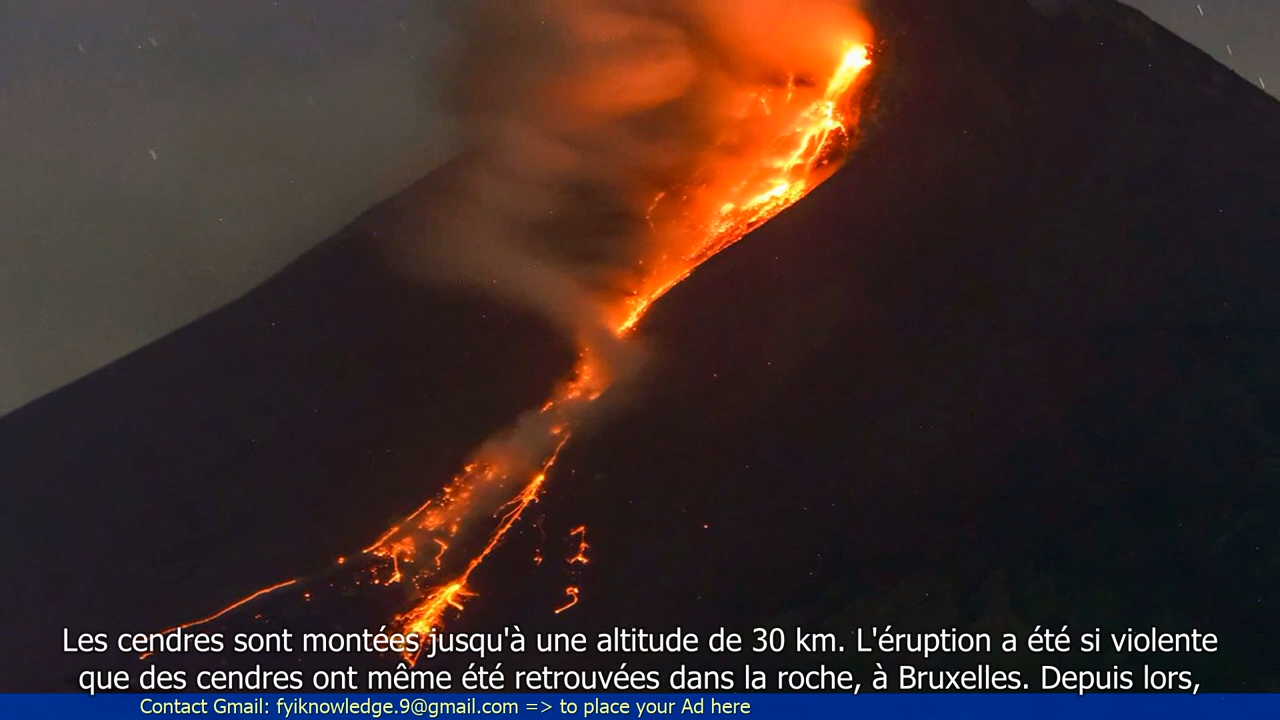 Les cendres sont montées jusqu'à une altitude de 30 km. L'éruption a été si violente
que des cendres ont même été retrouvées dans la roche, à Bruxelles. Depuis lors,
Contact Gmail: fyiknowledge.9@gmail.com => to place your Ad here